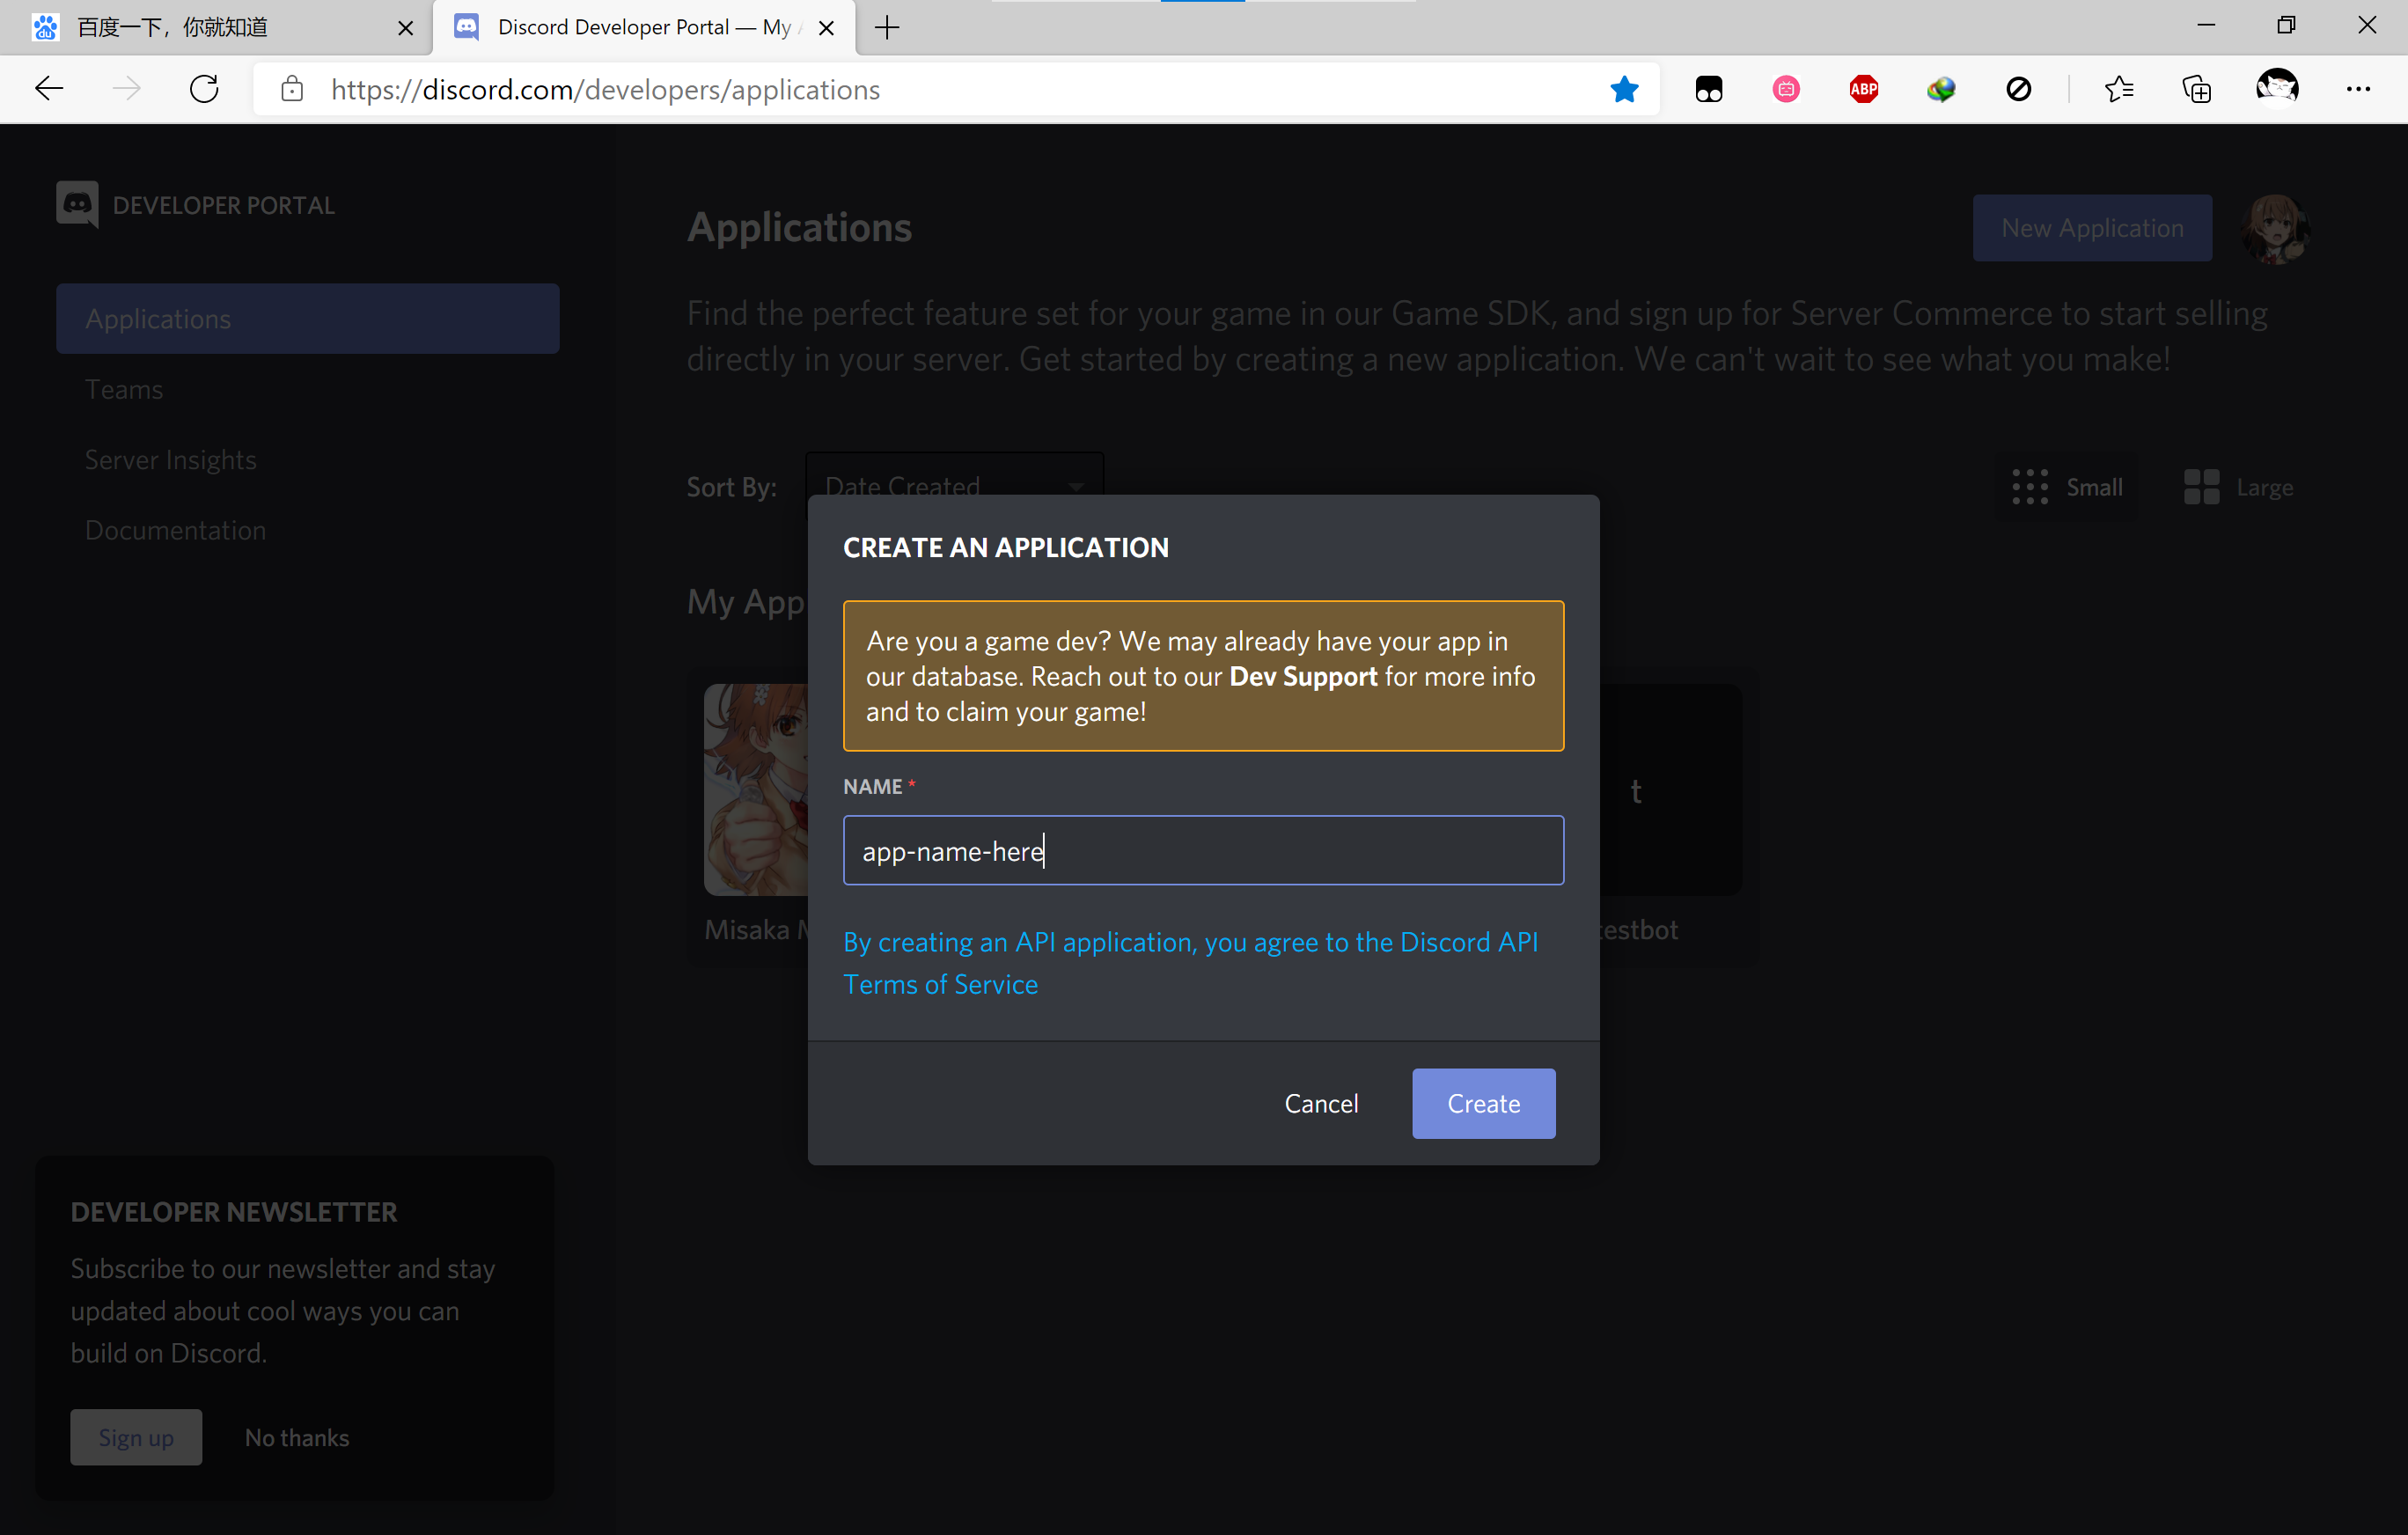 百度一下，你就知道
Discord Developer Portal — My
https://discord.com/developers/applications
ABP
DEVELOPER PORTAL
Applications
Teams
Server Insights
Documentation
Applications
New Application
Find the perfect feature set for your game in our Game SDK, and sign up for Server Commerce to start selling
directly in your server. Get started by creating a new application. We can't wait to see what you make!
Sort By:
Date Created
Small
Large
My App
CREATE AN APPLICATION
Are you a game dev? We may already have your app in
our database. Reach out to our Dev Support for more info
and to claim your game!
NAME *
app-name-here
By creating an API application, you agree to the Discord API
Terms of Service
Cancel
Create
Misaka M
t
testbot
DEVELOPER NEWSLETTER
Subscribe to our newsletter and stay
updated about cool ways you can
build on Discord.
Sign up
No thanks